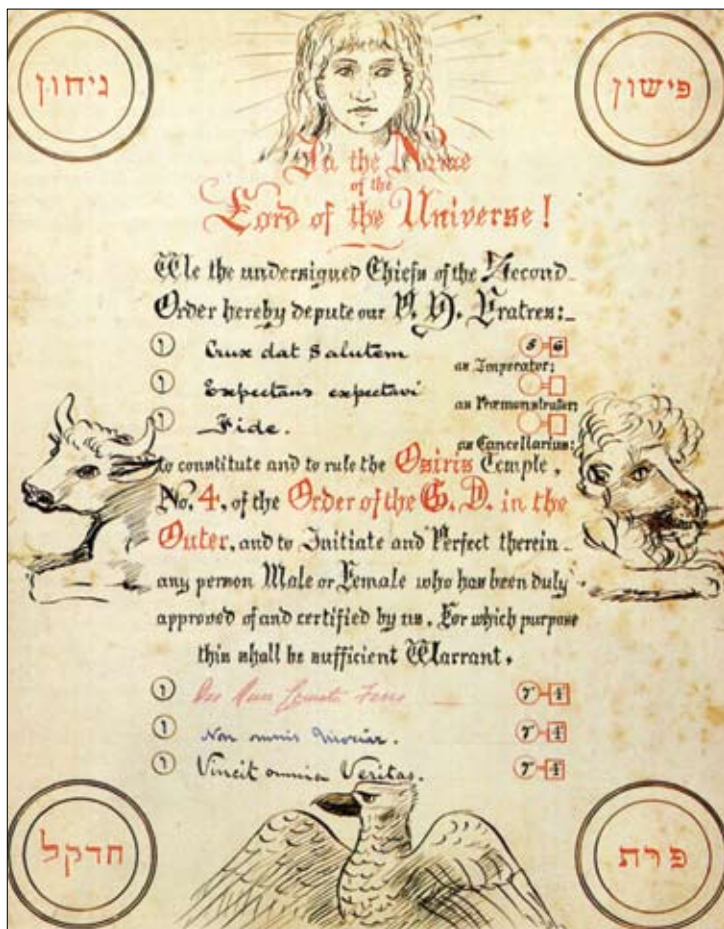 גיחון
פישון
In the Name
of the
Lord of the Universe!
We the undersigned Chiefs of the Second
Order hereby depute our V. H. Fratres:_
Crux dat Salutem 5 6
as Imperator;
Expectans expectavi
as Præmonstrator;
Fide.
as Cancellarius;
to constitute and to rule the Osiris Temple,
No. 4, of the Order of the G. D. in the
Outer, and to Initiate and Perfect therein
any person Male or Female who has been duly
approved of and certified by us. For which purpose
this shall be sufficient Warrant.
Deo Duce Comite Ferro 7 4
Non omnis Moriar. 7 4
Vincit omnia Veritas. 7 4
חדקל
פרת